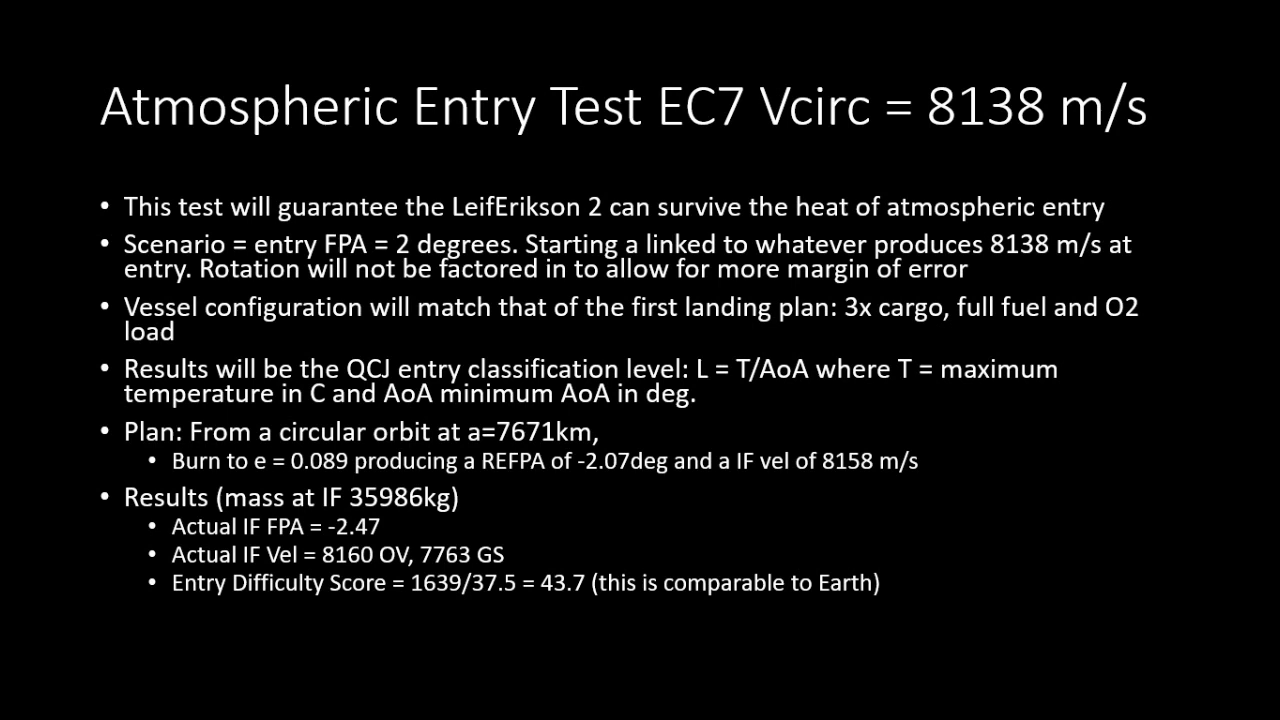 Atmospheric Entry Test EC7 Vcirc = 8138 m/s
• This test will guarantee the LeifErikson 2 can survive the heat of atmospheric entry
• Scenario = entry FPA = 2 degrees. Starting a linked to whatever produces 8138 m/s at
entry. Rotation will not be factored in to allow for more margin of error
• Vessel configuration will match that of the first landing plan: 3x cargo, full fuel and O2
load
• Results will be the QCJ entry classification level: L = T/AoA where T = maximum
temperature in C and AoA minimum AoA in deg.
• Plan: From a circular orbit at a=7671km,
• Burn to e = 0.089 producing a REFPA of -2.07deg and a IF vel of 8158 m/s
• Results (mass at IF 35986kg)
• Actual IF FPA = -2.47
• Actual IF Vel = 8160 OV, 7763 GS
• Entry Difficulty Score = 1639/37.5 = 43.7 (this is comparable to Earth)